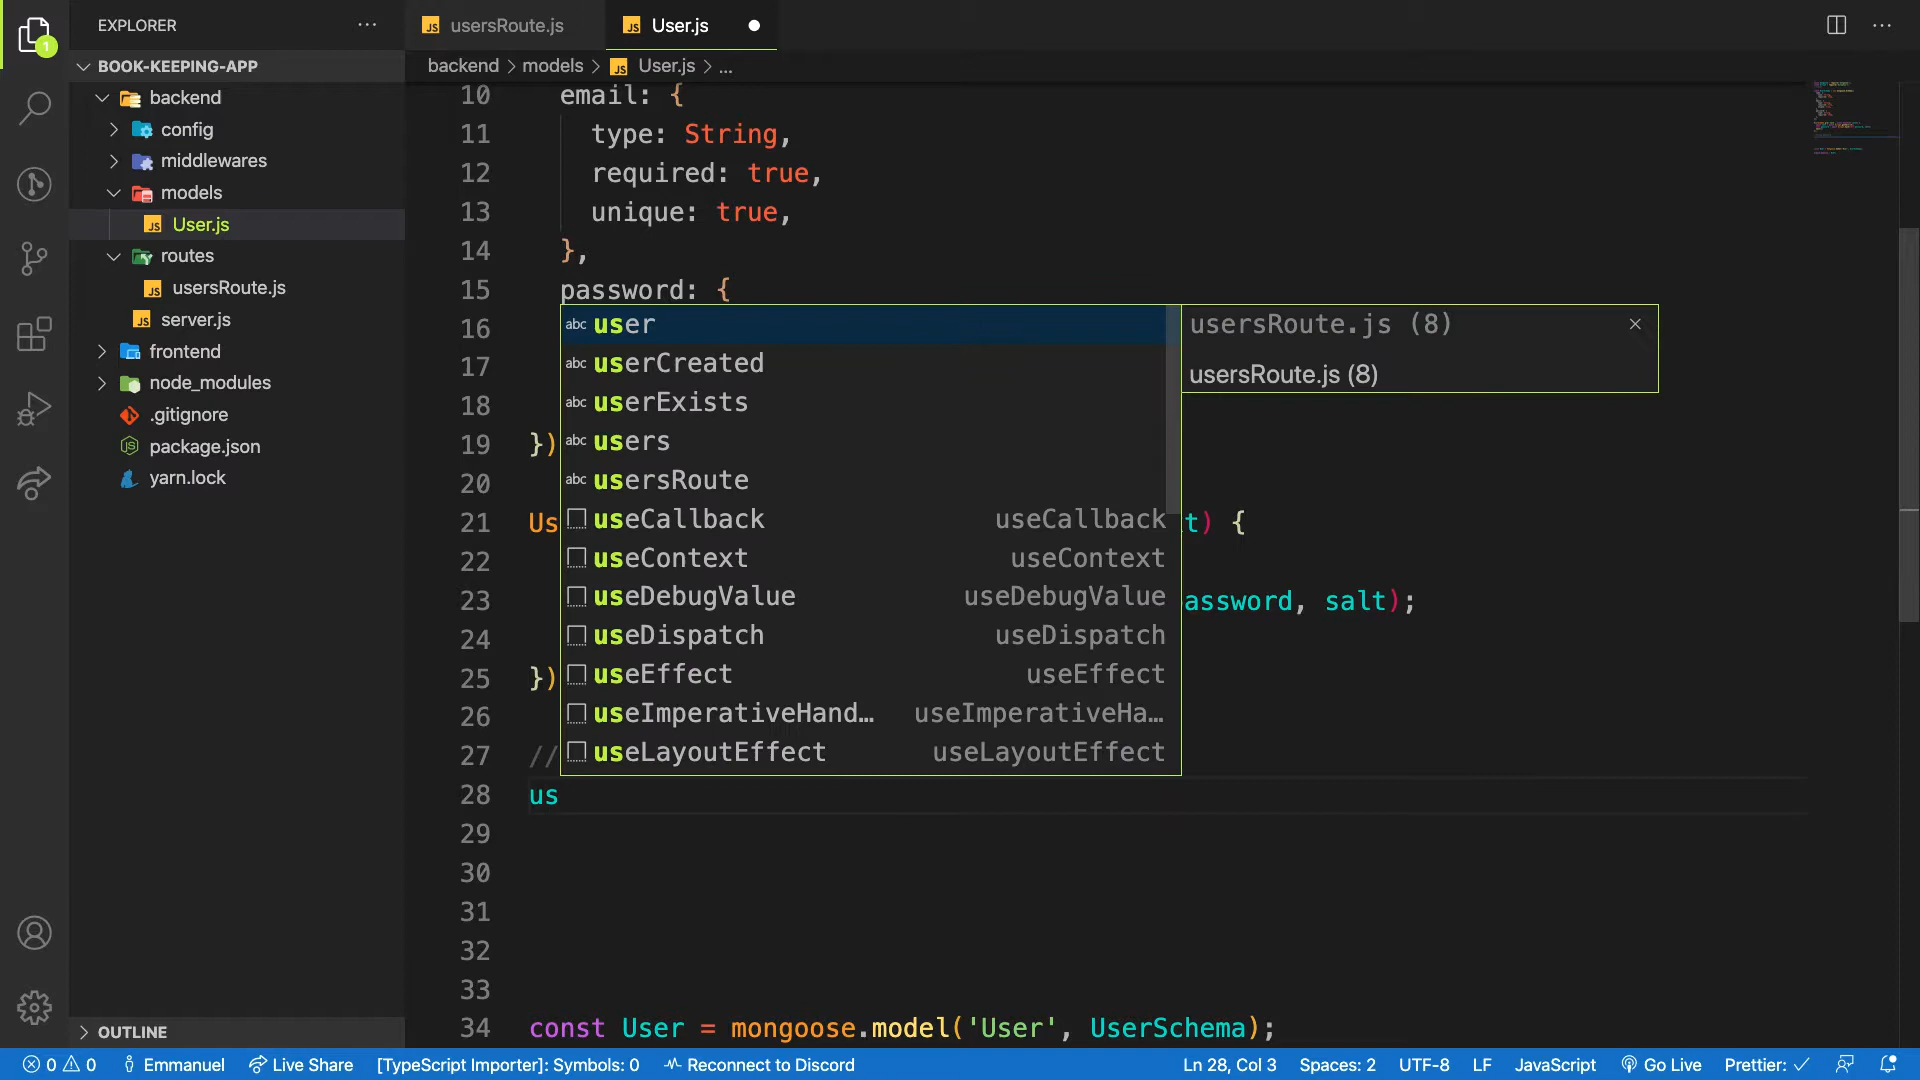 EXPLORER
BOOK-KEEPING-APP
backend
config
middlewares
models
User.js
routes
usersRoute.js
server.js
frontend
node_modules
.gitignore
package.json
yarn.lock
OUTLINE
1
JS usersRoute.js
JS User.js
backend > models > JS User.js > ...
10 email: {
11 type: String,
12 required: true,
13 unique: true,
14 },
15 password: {
16
17
18
19 })
20
21 Us t) {
22
23 assword, salt);
24
25 })
26
27 //
28 us
29
30
31
32
33
34 const User = mongoose.model('User', UserSchema);
abc user
abc userCreated
abc userExists
abc users
abc usersRoute
useCallback useCallback
useContext useContext
useDebugValue useDebugValue
useDispatch useDispatch
useEffect useEffect
useImperativeHand… useImperativeHa…
useLayoutEffect useLayoutEffect
usersRoute.js (8)
usersRoute.js (8)
0 0 Emmanuel Live Share [TypeScript Importer]: Symbols: 0 Reconnect to Discord Ln 28, Col 3 Spaces: 2 UTF-8 LF JavaScript Go Live Prettier: ✓